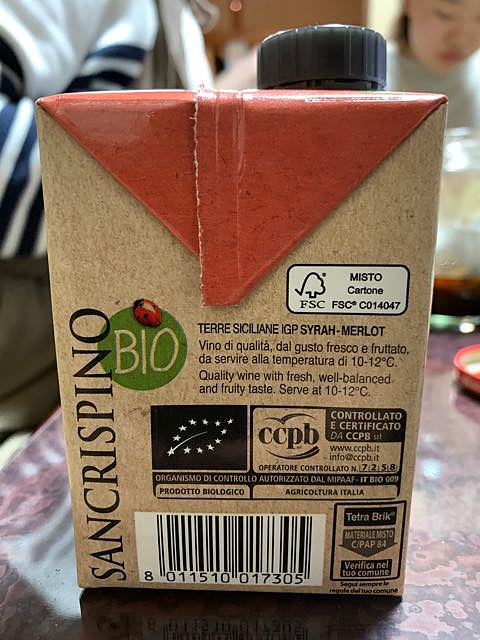 MISTO
Cartone
FSC
FSC® C014047
SANCRISPINO
BIO
TERRE SICILIANE IGP SYRAH-MERLOT
Vino di qualità, dal gusto fresco e fruttato,
da servire alla temperatura di 10-12°C.
Quality wine with fresh, well-balanced
and fruity taste. Serve at 10-12°C.
ccpb
CONTROLLATO
E CERTIFICATO
DA CCPB srl
www.ccpb.it
info@ccpb.it
OPERATORE CONTROLLATO N. 7258
ORGANISMO DI CONTROLLO AUTORIZZATO DAL MIPAAF- IT BIO 009
PRODOTTO BIOLOGICO
AGRICOLTURA ITALIA
8 011510 017305
Tetra Brik®
MATERIALE MISTO
C/PAP 84
Verifica nel
tuo comune
Segui sempre le
regole del tuo comune